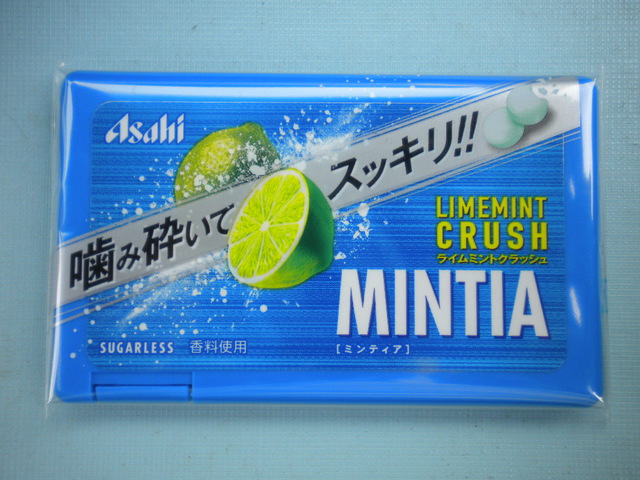 Asahi
噛み砕いてスッキリ!!
LIMEMINT
CRUSH
ライムミントクラッシュ
MINTIA
[ミンティア]
SUGARLESS 香料使用